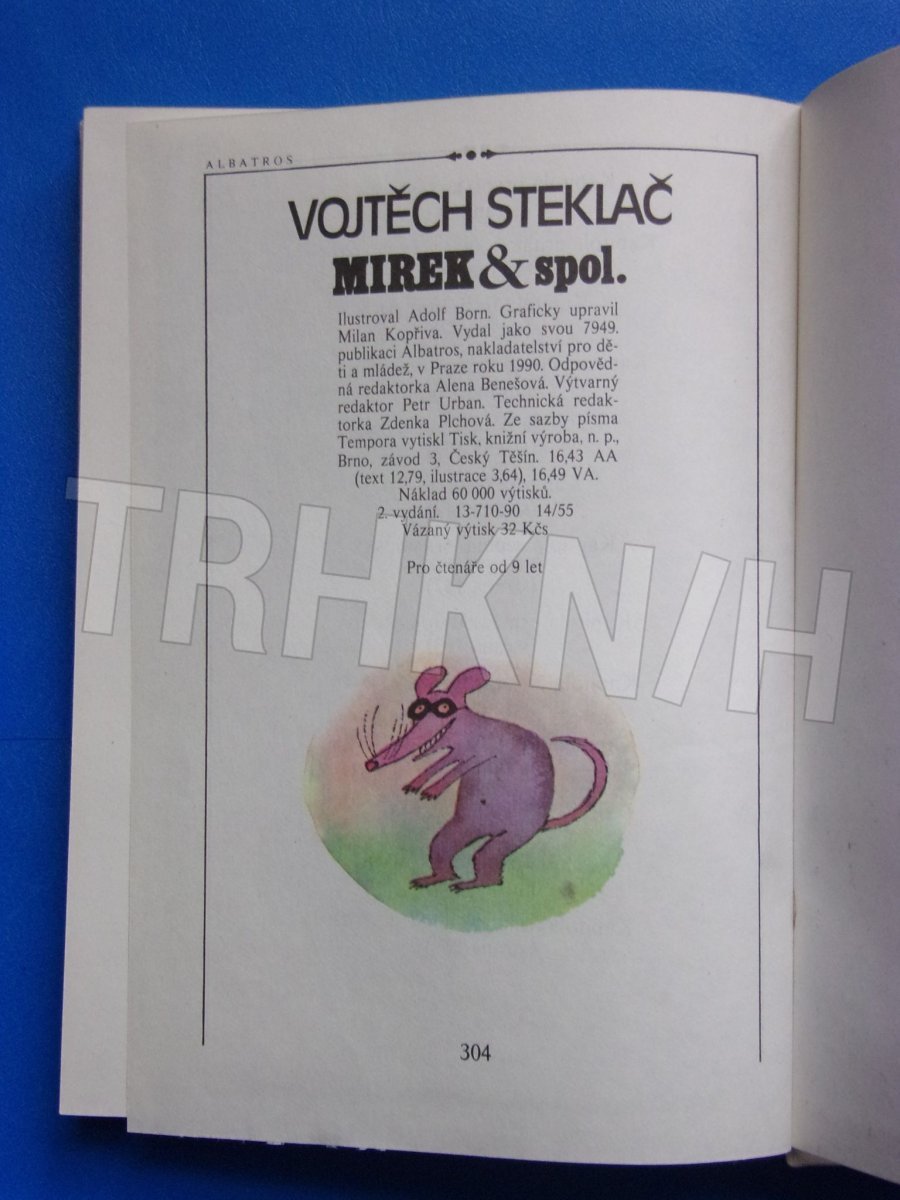 ALBATROS
VOJTĚCH STEKLAČ
MIREK & spol.
Ilustroval Adolf Born. Graficky upravil
Milan Kopřiva. Vydal jako svou 7949.
publikaci Albatros, nakladatelství pro dě-
ti a mládež, v Praze roku 1990. Odpověd-
ná redaktorka Alena Benešová. Výtvarný
redaktor Petr Urban. Technická redak-
torka Zdenka Plchová. Ze sazby písma
Tempora vytiskl Tisk, knižní výroba, n. p.,
Brno, závod 3, Český Těšín. 16,43 AA
(text 12,79, ilustrace 3,64), 16,49 VA.
Náklad 60 000 výtisků.
2. vydání. 13-710-90 14/55
Vázaný výtisk 32 Kčs
Pro čtenáře od 9 let
TRHKNIH
304